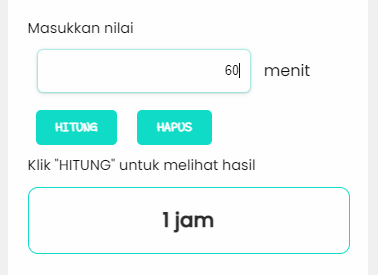 Masukkan nilai
60 menit
HITUNG HAPUS
Klik "HITUNG" untuk melihat hasil
1 jam